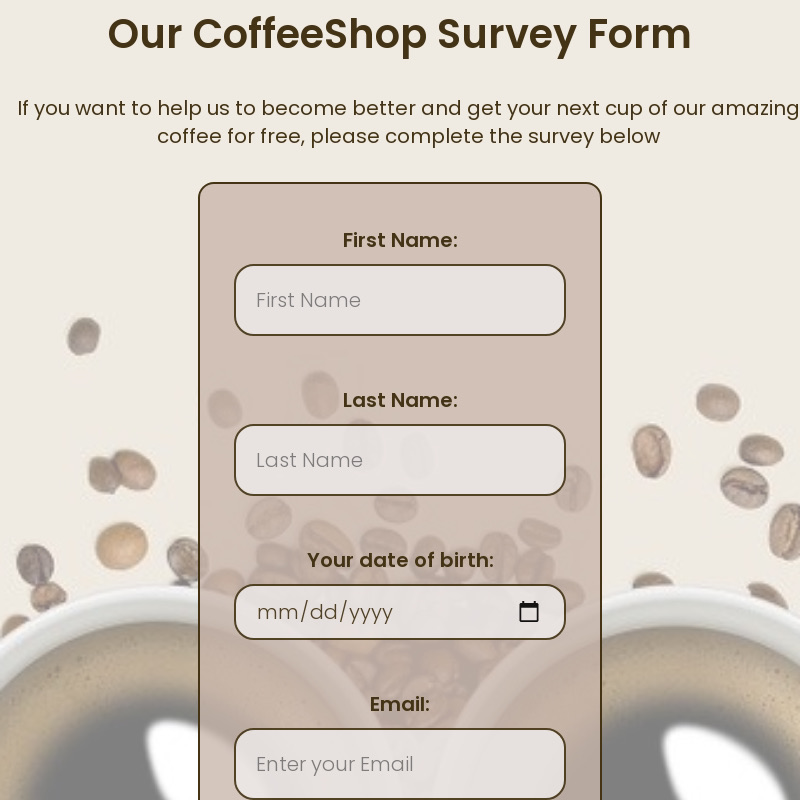 Our CoffeeShop Survey Form
If you want to help us to become better and get your next cup of our amazing
coffee for free, please complete the survey below
First Name:
First Name
Last Name:
Last Name
Your date of birth:
mm/dd/yyyy
Email:
Enter your Email